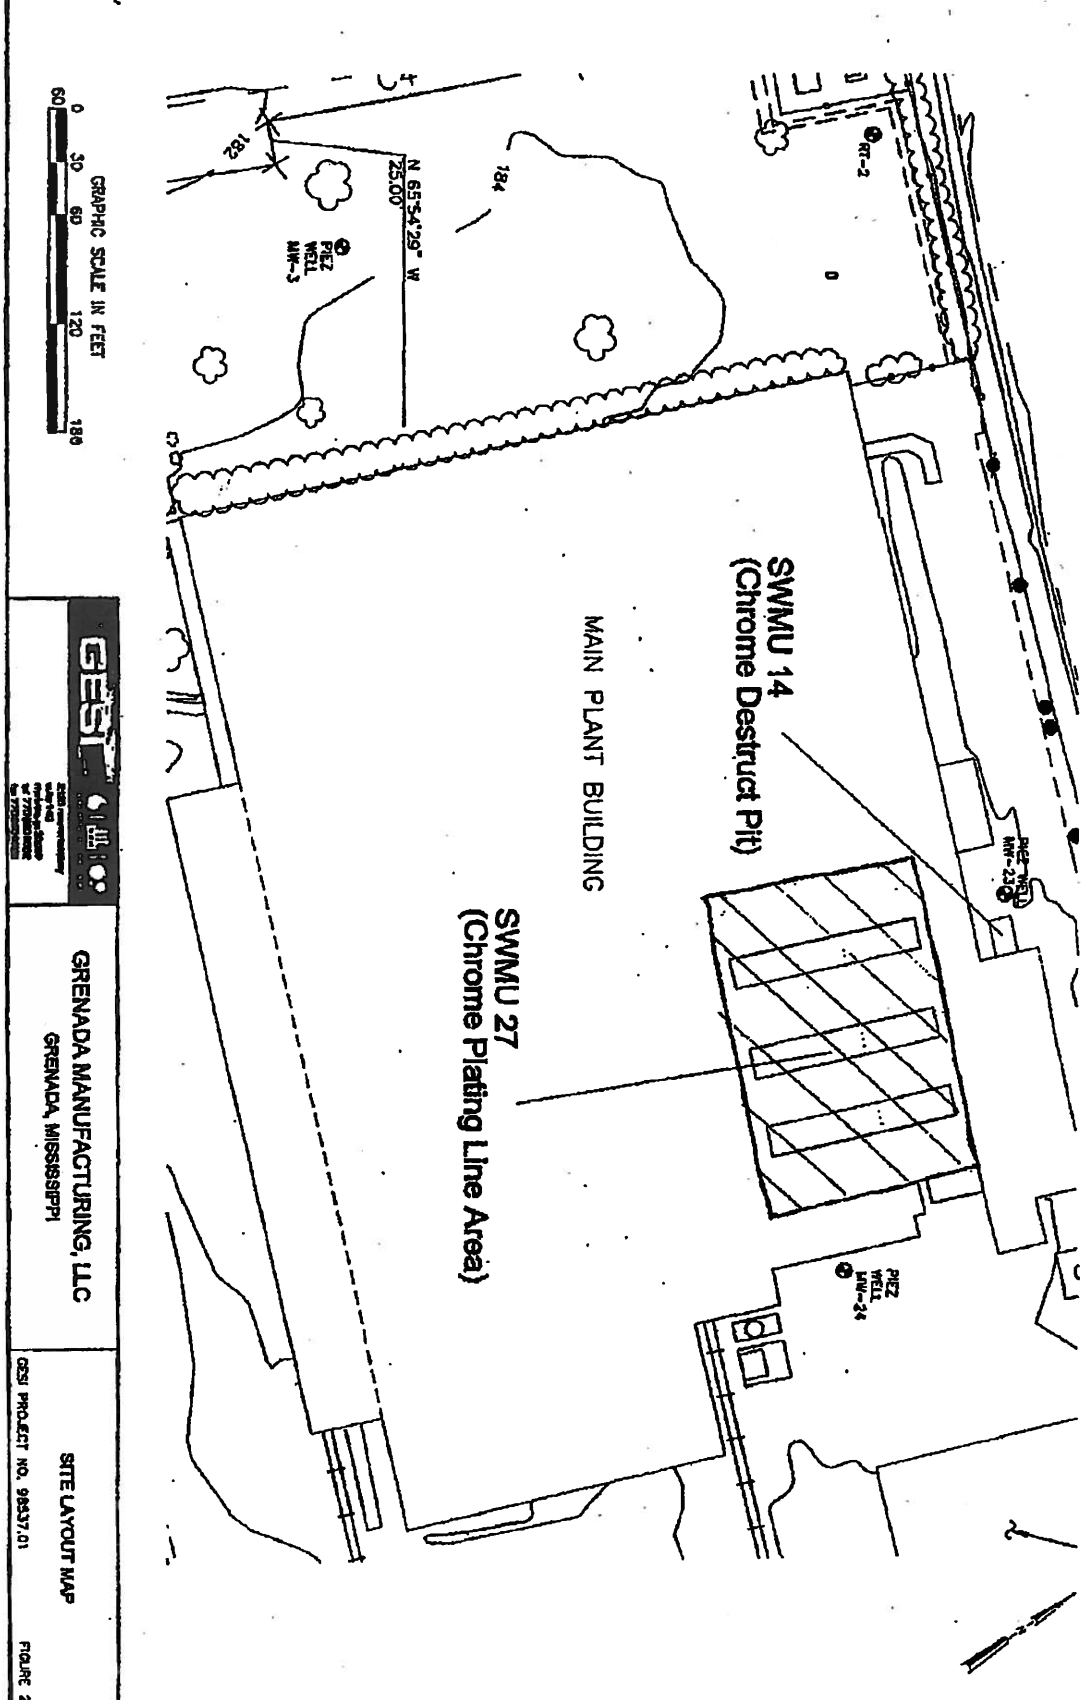 RT-2
184
N 65°54'29" W
25.00'
182
PIEZ
WELL
MW-3
SWMU 14
(Chrome Destruct Pit)
MAIN PLANT BUILDING
PIEZ WELL
MW-23
SWMU 27
(Chrome Plating Line Area)
PIEZ
WELL
MW-24
GRAPHIC SCALE IN FEET
60 0 30 60 120 180
GESI
GRENADA MANUFACTURING, LLC
GRENADA, MISSISSIPPI
SITE LAYOUT MAP
GESI PROJECT NO. 98537.01
FIGURE 2